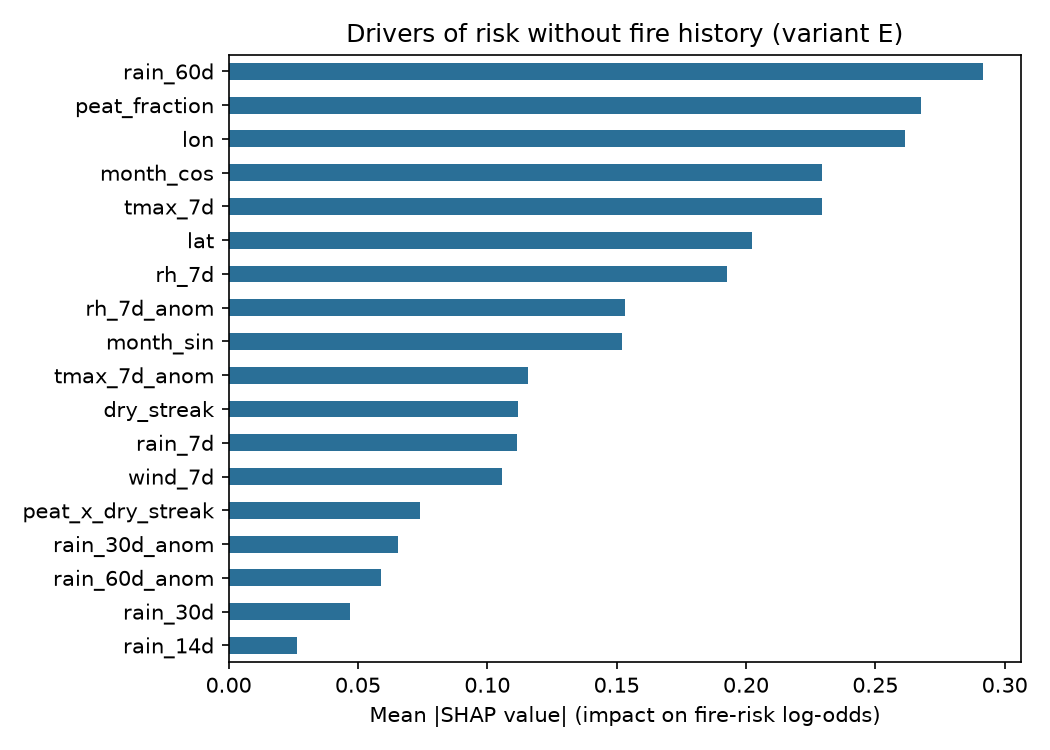 Drivers of risk without fire history (variant E)
rain_60d
peat_fraction
lon
month_cos
tmax_7d
lat
rh_7d
rh_7d_anom
month_sin
tmax_7d_anom
dry_streak
rain_7d
wind_7d
peat_x_dry_streak
rain_30d_anom
rain_60d_anom
rain_30d
rain_14d
0.00 0.05 0.10 0.15 0.20 0.25 0.30
Mean |SHAP value| (impact on fire-risk log-odds)